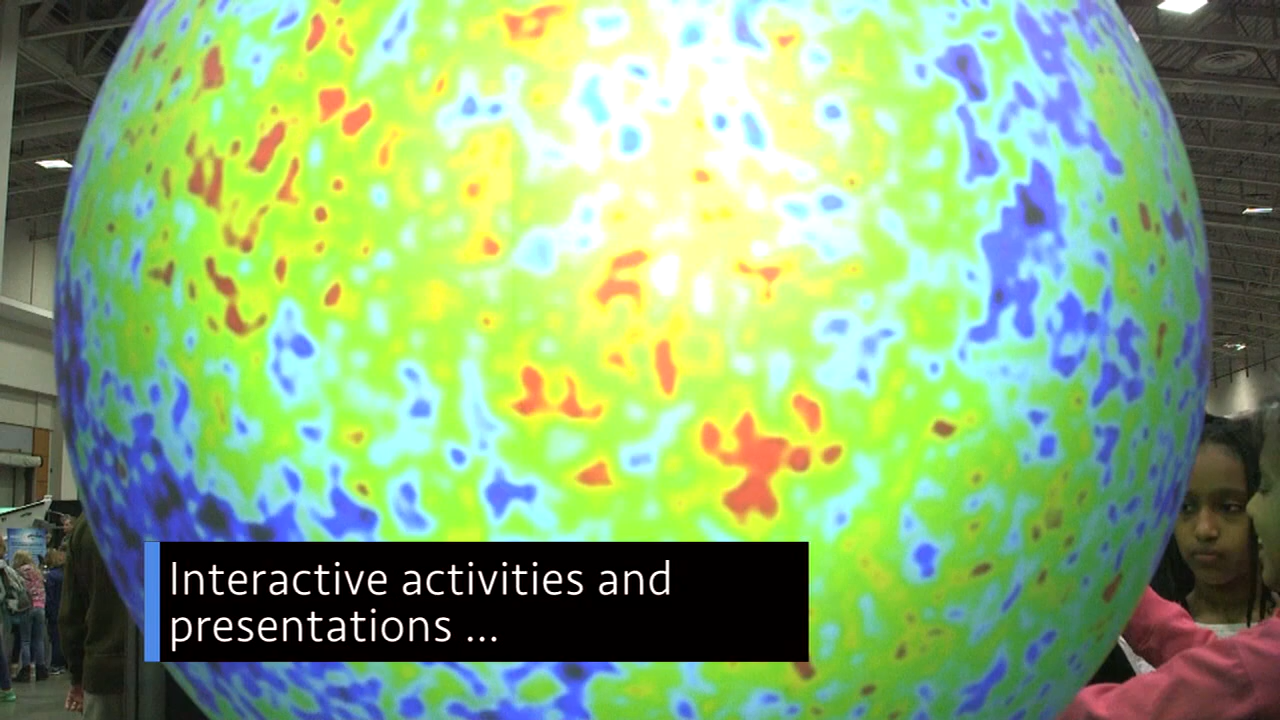 Interactive activities and
presentations ...